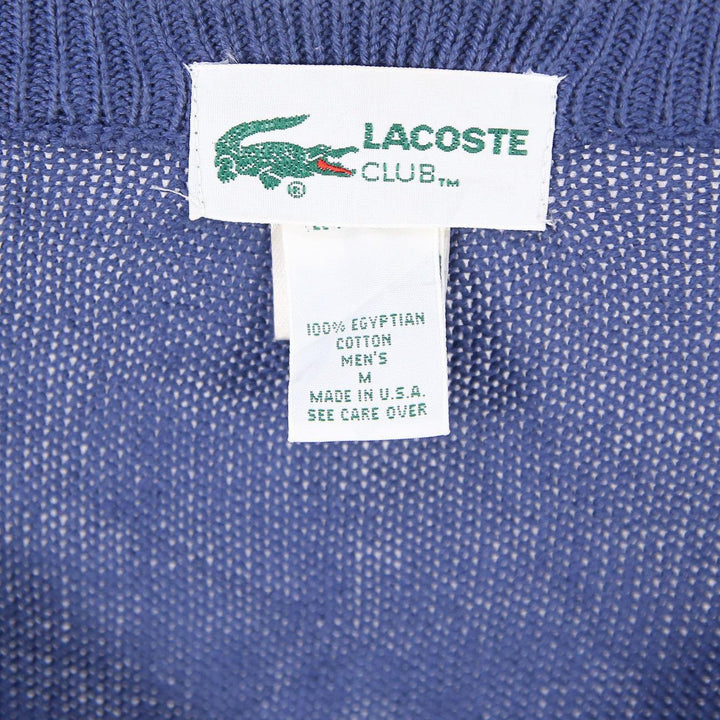 LACOSTE
CLUB™
®
100% EGYPTIAN
COTTON
MEN'S
M
MADE IN U.S.A.
SEE CARE OVER